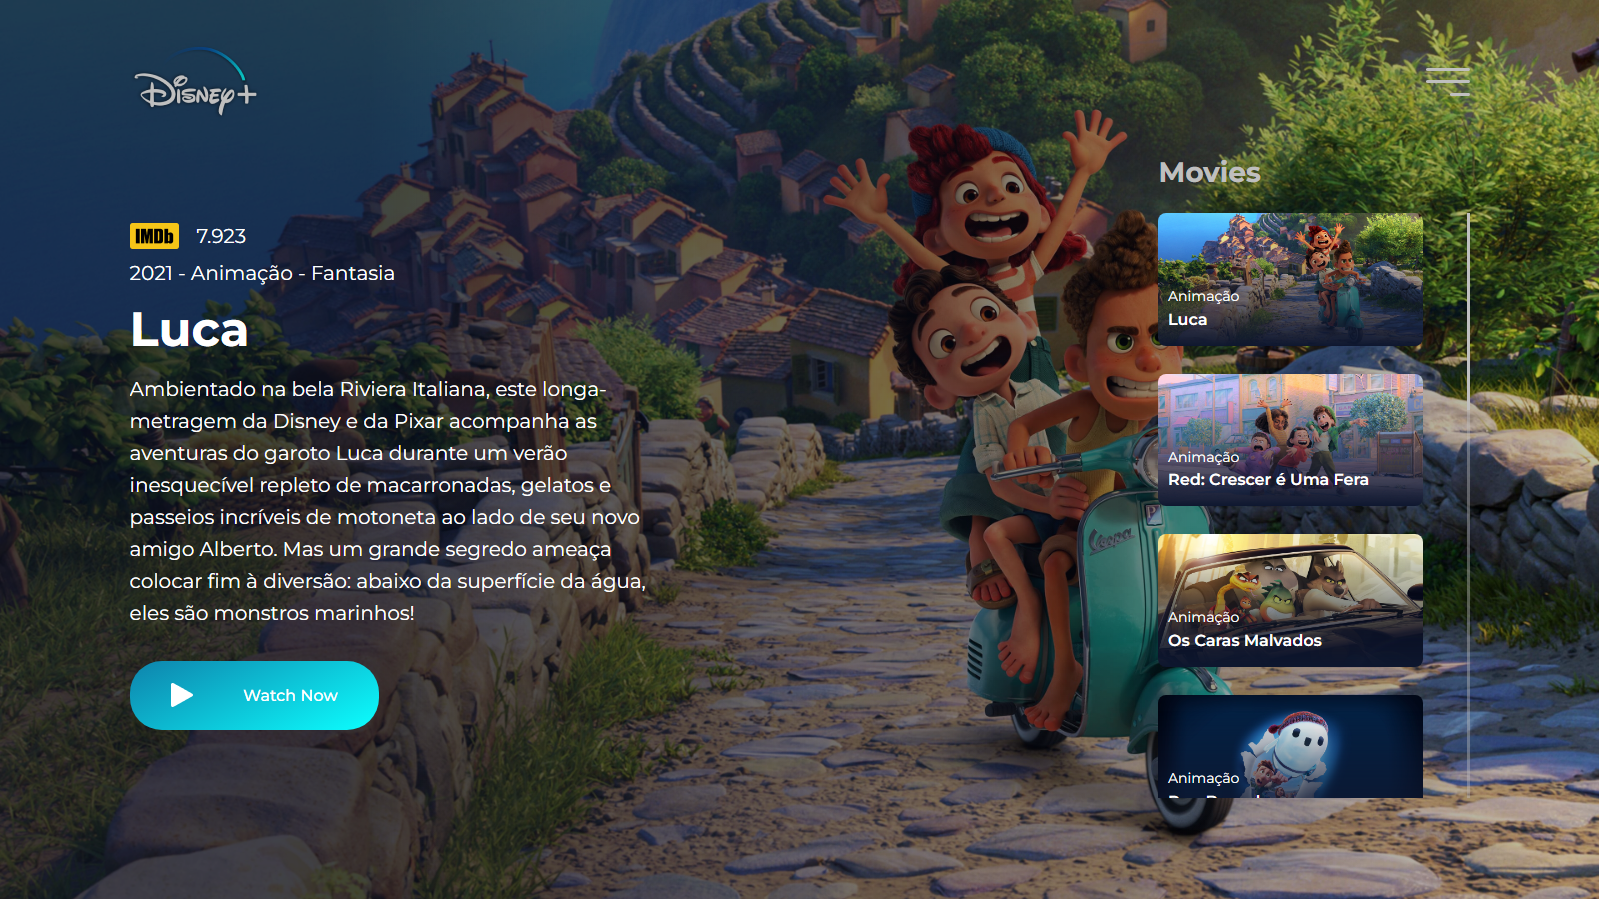 Disney+
IMDb 7.923
2021 - Animação - Fantasia
Luca
Ambientado na bela Riviera Italiana, este longa-
metragem da Disney e da Pixar acompanha as
aventuras do garoto Luca durante um verão
inesquecível repleto de macarronadas, gelatos e
passeios incríveis de motoneta ao lado de seu novo
amigo Alberto. Mas um grande segredo ameaça
colocar fim à diversão: abaixo da superfície da água,
eles são monstros marinhos!
Watch Now
Vespa
Movies
Animação
Luca
Animação
Red: Crescer é Uma Fera
Animação
Os Caras Malvados
Animação